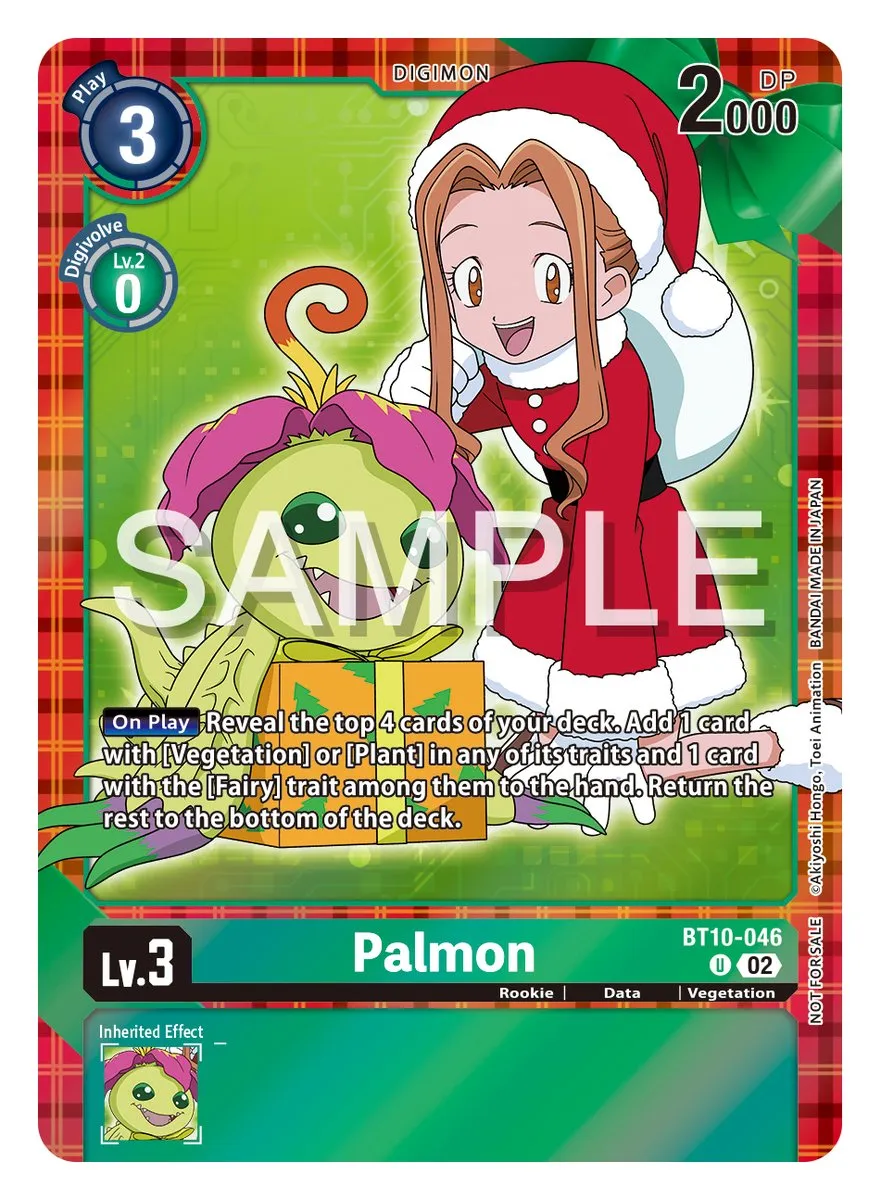 DIGIMON
Play
3
DP
2000
Digivolve
Lv.2
0
SAMPLE
On Play Reveal the top 4 cards of your deck. Add 1 card
with [Vegetation] or [Plant] in any of its traits and 1 card
with the [Fairy] trait among them to the hand. Return the
rest to the bottom of the deck.
©Akiyoshi Hongo, Toei Animation BANDAI MADE IN JAPAN
NOT FOR SALE
Lv.3
Palmon
BT10-046
U 02
Rookie | Data | Vegetation
Inherited Effect –